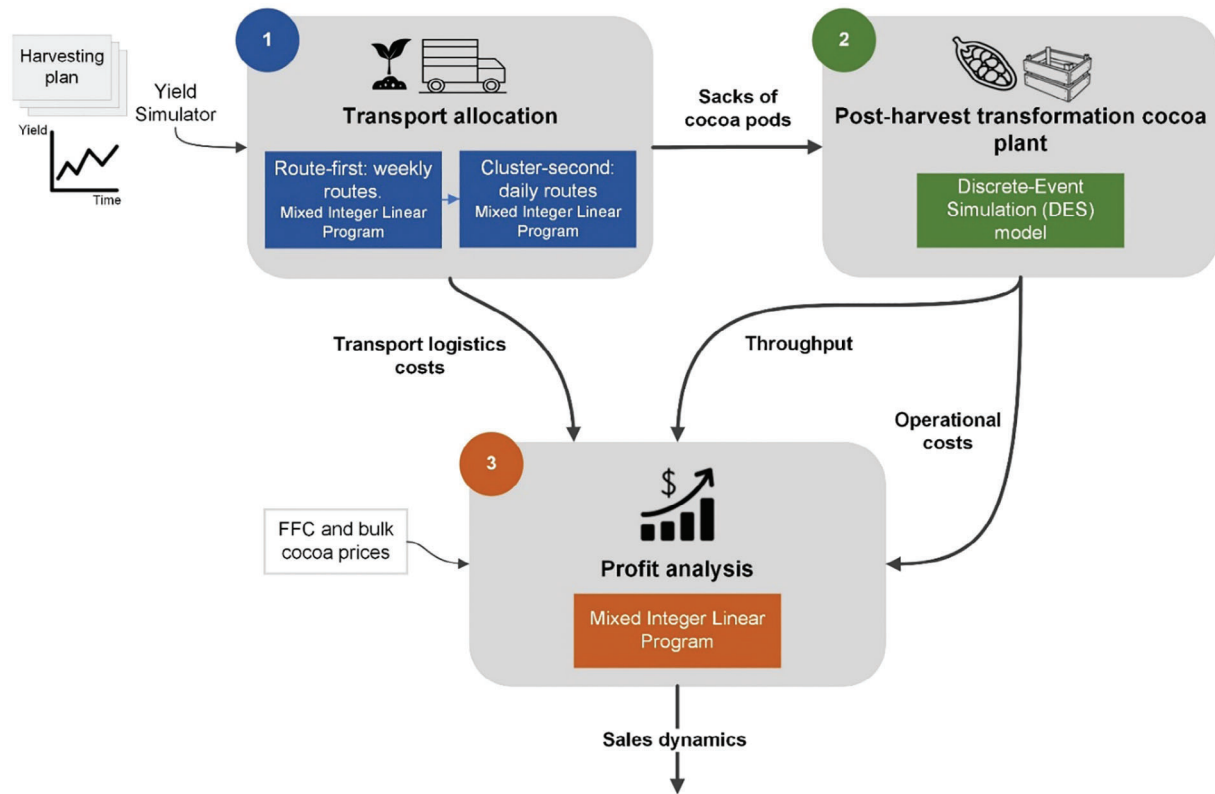 Harvesting
plan
Yield
Time
Yield
Simulator
1
Transport allocation
Route-first: weekly
routes.
Mixed Integer Linear
Program
Cluster-second:
daily routes
Mixed Integer Linear
Program
Sacks of
cocoa pods
2
Post-harvest transformation cocoa
plant
Discrete-Event
Simulation (DES)
model
Transport logistics
costs
Throughput
Operational
costs
3
$
FFC and bulk
cocoa prices
Profit analysis
Mixed Integer Linear
Program
Sales dynamics